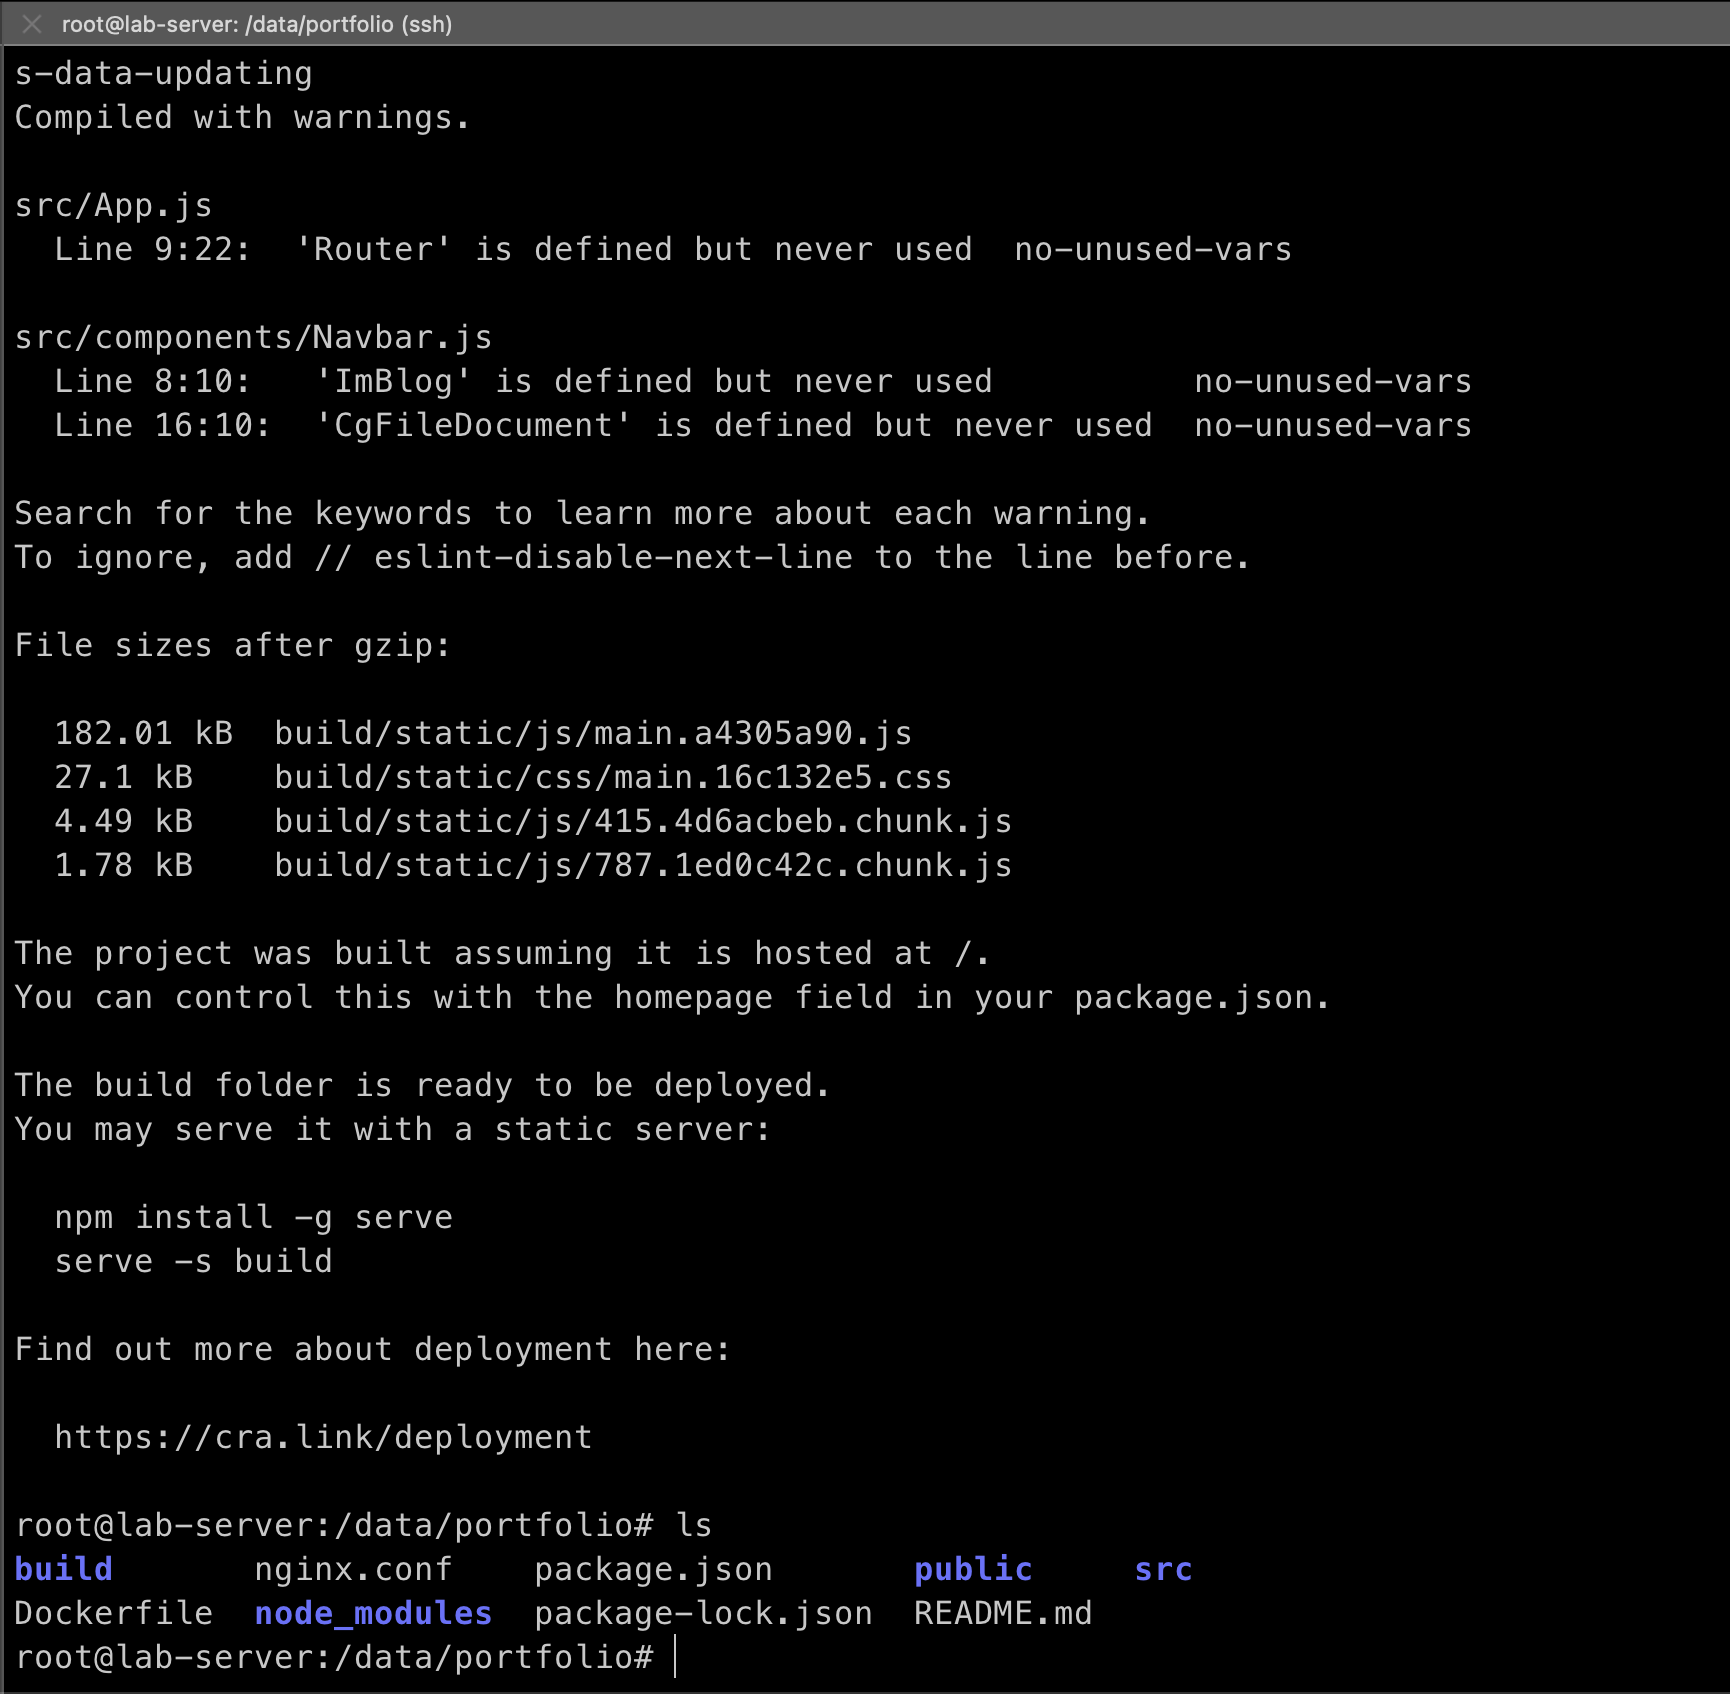 root@lab-server: /data/portfolio (ssh)
s-data-updating
Compiled with warnings.
src/App.js
  Line 9:22:  'Router' is defined but never used  no-unused-vars
src/components/Navbar.js
  Line 8:10:   'ImBlog' is defined but never used          no-unused-vars
  Line 16:10:  'CgFileDocument' is defined but never used  no-unused-vars
Search for the keywords to learn more about each warning.
To ignore, add // eslint-disable-next-line to the line before.
File sizes after gzip:
  182.01 kB  build/static/js/main.a4305a90.js
  27.1 kB    build/static/css/main.16c132e5.css
  4.49 kB    build/static/js/415.4d6acbeb.chunk.js
  1.78 kB    build/static/js/787.1ed0c42c.chunk.js
The project was built assuming it is hosted at /.
You can control this with the homepage field in your package.json.
The build folder is ready to be deployed.
You may serve it with a static server:
  npm install -g serve
  serve -s build
Find out more about deployment here:
  https://cra.link/deployment
root@lab-server:/data/portfolio# ls
build       nginx.conf    package.json       public     src
Dockerfile  node_modules  package-lock.json  README.md
root@lab-server:/data/portfolio#